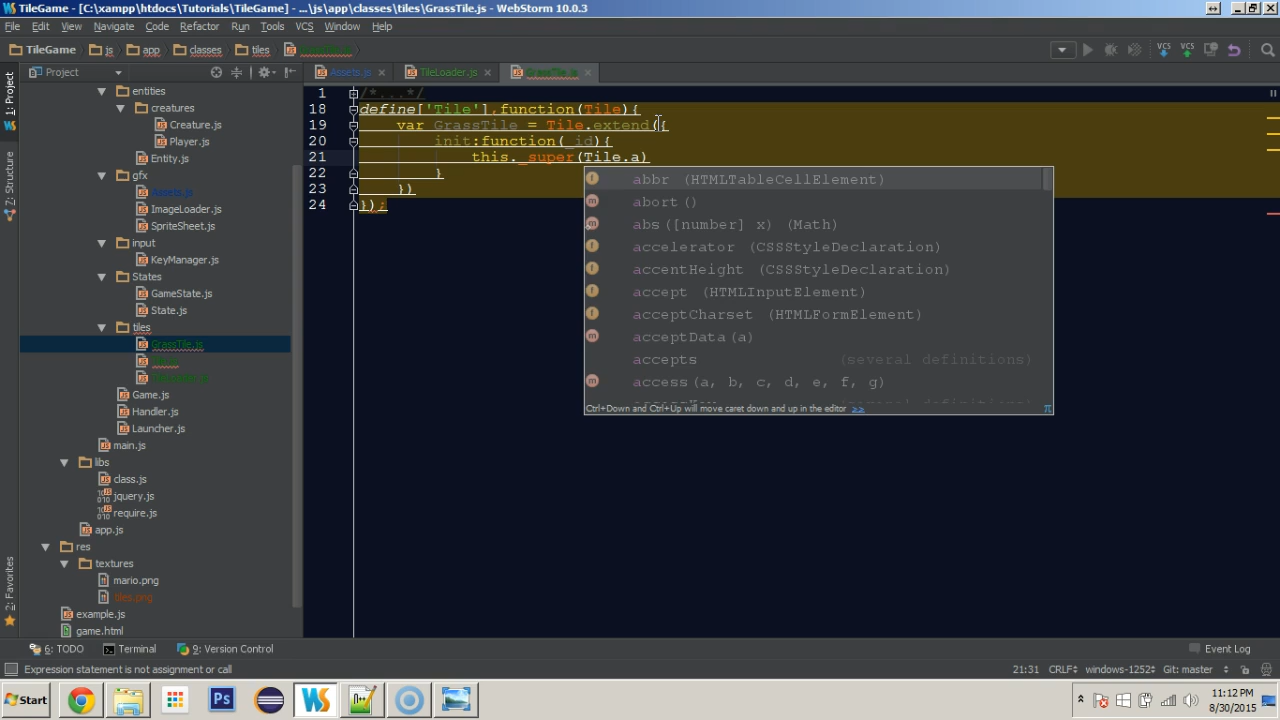 TileGame - [C:\xampp\htdocs\Tutorials\TileGame] - ...\js\app\classes\tiles\GrassTile.js - WebStorm 10.0.3
File Edit View Navigate Code Refactor Run Tools VCS Window Help
TileGame js app classes tiles
VCS VCS
Project
Assets.js TileLoader.js GrassTile.js
1: Project
Structure
2: Favorites
entities
creatures
Creature.js
Player.js
Entity.js
gfx
Assets.js
ImageLoader.js
SpriteSheet.js
input
KeyManager.js
States
GameState.js
State.js
tiles
GrassTile.js
Game.js
Handler.js
Launcher.js
main.js
libs
class.js
jquery.js
require.js
app.js
res
textures
mario.png
tiles.png
example.js
game.html
1 /*...*/
18 define['Tile'],function(Tile){
19 var GrassTile = Tile.extend({
20 init:function(_id){
21 this._super(Tile.a)
22 }
23 })
24 });
abbr (HTMLTableCellElement)
abort()
abs([number] x) (Math)
accelerator (CSSStyleDeclaration)
accentHeight (CSSStyleDeclaration)
accept (HTMLInputElement)
acceptCharset (HTMLFormElement)
acceptData(a)
accepts (several definitions)
access(a, b, c, d, e, f, g)
Ctrl+Down and Ctrl+Up will move caret down and up in the editor >> π
6: TODO Terminal 9: Version Control Event Log
Expression statement is not assignment or call 21:31 CRLF windows-1252 Git: master
Start Ps WS 11:12 PM
8/30/2015